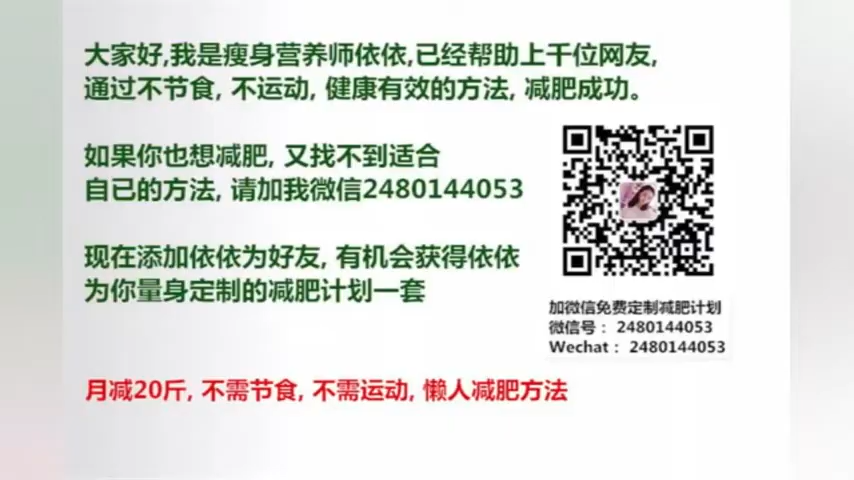 大家好,我是瘦身营养师依依,已经帮助上千位网友,
通过不节食, 不运动, 健康有效的方法, 减肥成功。
如果你也想减肥, 又找不到适合
自已的方法, 请加我微信2480144053
现在添加依依为好友, 有机会获得依依
为你量身定制的减肥计划一套
加微信免费定制减肥计划
微信号： 2480144053
Wechat： 2480144053
月减20斤, 不需节食, 不需运动, 懒人减肥方法